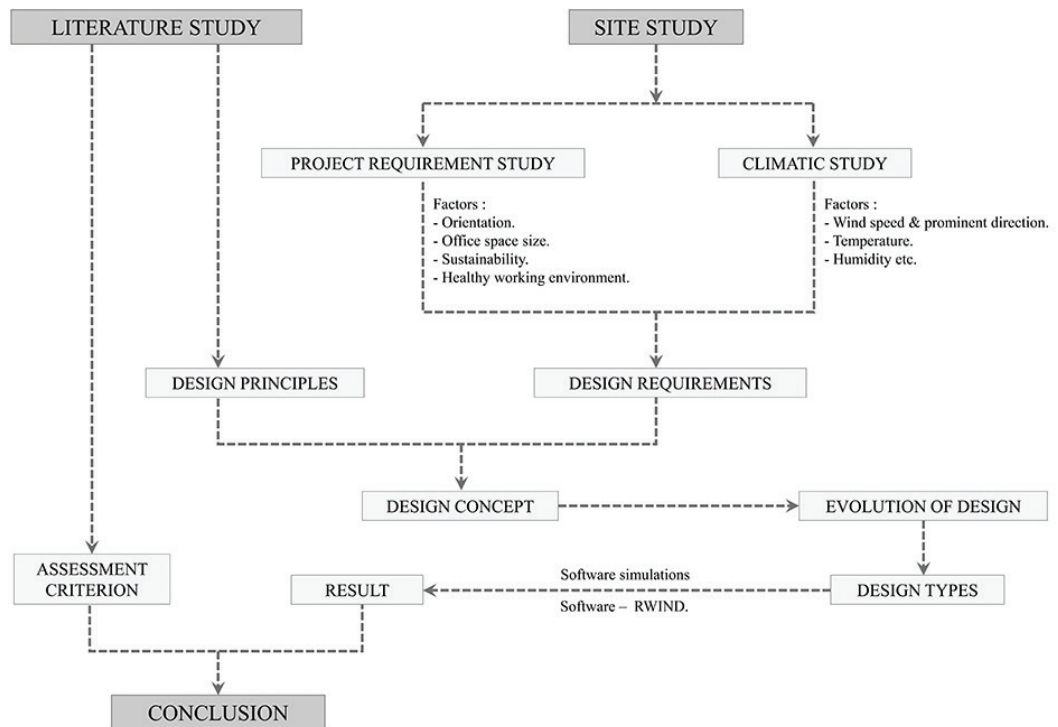 LITERATURE STUDY
SITE STUDY
PROJECT REQUIREMENT STUDY
CLIMATIC STUDY
Factors :
- Orientation.
- Office space size.
- Sustainability.
- Healthy working environment.
Factors :
- Wind speed & prominent direction.
- Temperature.
- Humidity etc.
DESIGN PRINCIPLES
DESIGN REQUIREMENTS
DESIGN CONCEPT
EVOLUTION OF DESIGN
ASSESSMENT
CRITERION
RESULT
Software simulations
Software – RWIND.
DESIGN TYPES
CONCLUSION